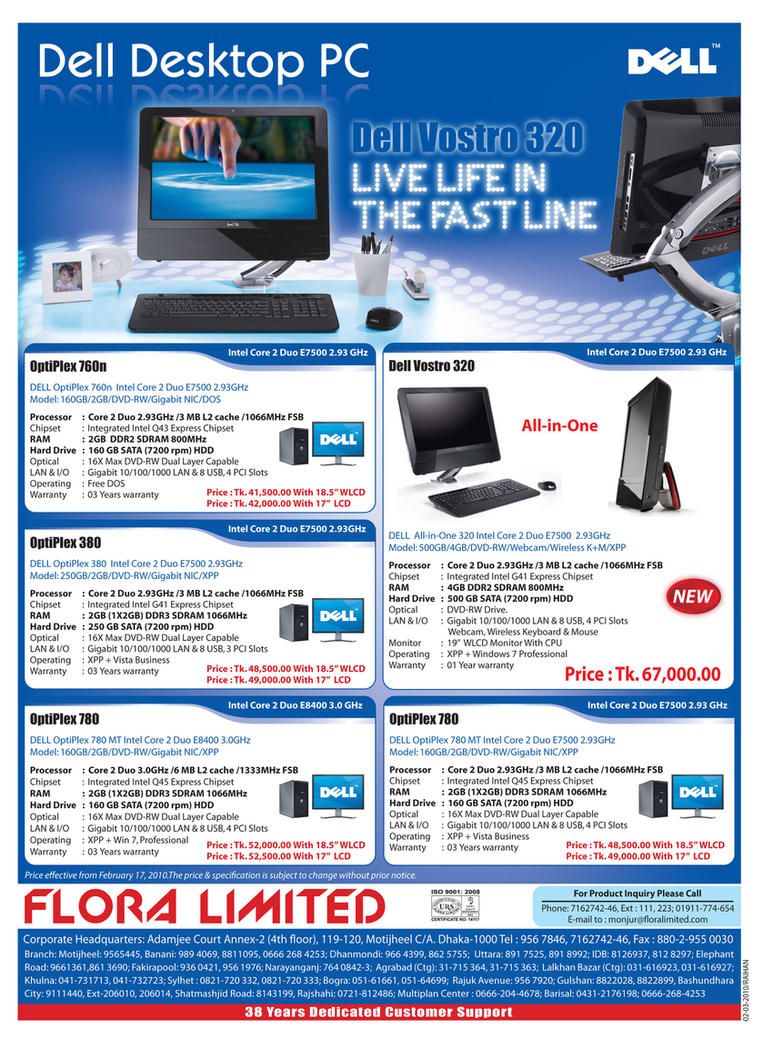 Dell Desktop PC
DELL™
Dell Vostro 320
LIVE LIFE IN
THE FAST LINE
DELL
Intel Core 2 Duo E7500 2.93 GHz
OptiPlex 760n
DELL OptiPlex 760n Intel Core 2 Duo E7500 2.93GHz
Model: 160GB/2GB/DVD-RW/Gigabit NIC/DOS
Processor : Core 2 Duo 2.93GHz /3 MB L2 cache /1066MHz FSB
Chipset : Integrated Intel Q43 Express Chipset
RAM : 2GB DDR2 SDRAM 800MHz
Hard Drive : 160 GB SATA (7200 rpm) HDD
Optical : 16X Max DVD-RW Dual Layer Capable
LAN & I/O : Gigabit 10/100/1000 LAN & 8 USB, 4 PCI Slots
Operating : Free DOS
Warranty : 03 Years warranty
DELL
Price : Tk. 41,500.00 With 18.5" WLCD
Price : Tk. 42,000.00 With 17" LCD
Intel Core 2 Duo E7500 2.93GHz
OptiPlex 380
DELL OptiPlex 380 Intel Core 2 Duo E7500 2.93GHz
Model: 250GB/2GB/DVD-RW/Gigabit NIC/XPP
Processor : Core 2 Duo 2.93GHz /3 MB L2 cache /1066MHz FSB
Chipset : Integrated Intel G41 Express Chipset
RAM : 2GB (1X2GB) DDR3 SDRAM 1066MHz
Hard Drive : 250 GB SATA (7200 rpm) HDD
Optical : 16X Max DVD-RW Dual Layer Capable
LAN & I/O : Gigabit 10/100/1000 LAN & 8 USB, 3 PCI Slots
Operating : XPP + Vista Business
Warranty : 03 Years warranty
DELL
Price : Tk. 48,500.00 With 18.5" WLCD
Price : Tk. 49,000.00 With 17" LCD
Intel Core 2 Duo E7500 2.93 GHz
Dell Vostro 320
All-in-One
DELL All-in-One 320 Intel Core 2 Duo E7500 2.93GHz
Model: 500GB/4GB/DVD-RW/Webcam/Wireless K+M/XPP
Processor : Core 2 Duo 2.93GHz /3 MB L2 cache /1066MHz FSB
Chipset : Integrated Intel G41 Express Chipset
RAM : 4GB DDR2 SDRAM 800MHz
Hard Drive : 500 GB SATA (7200 rpm) HDD
Optical : DVD-RW Drive.
LAN & I/O : Gigabit 10/100/1000 LAN & 8 USB, 4 PCI Slots
Webcam, Wireless Keyboard & Mouse
Monitor : 19" WLCD Monitor With CPU
Operating : XPP + Windows 7 Professional
Warranty : 01 Year warranty
NEW
Price : Tk. 67,000.00
Intel Core 2 Duo E8400 3.0 GHz
OptiPlex 780
DELL OptiPlex 780 MT Intel Core 2 Duo E8400 3.0GHz
Model: 160GB/2GB/DVD-RW/Gigabit NIC/XPP
Processor : Core 2 Duo 3.0GHz /6 MB L2 cache /1333MHz FSB
Chipset : Integrated Intel Q45 Express Chipset
RAM : 2GB (1X2GB) DDR3 SDRAM 1066MHz
Hard Drive : 160 GB SATA (7200 rpm) HDD
Optical : 16X Max DVD-RW Dual Layer Capable
LAN & I/O : Gigabit 10/100/1000 LAN & 8 USB, 4 PCI Slots
Operating : XPP + Win 7, Professional
Warranty : 03 Years warranty
DELL
Price : Tk. 52,000.00 With 18.5" WLCD
Price : Tk. 52,500.00 With 17" LCD
Intel Core 2 Duo E7500 2.93 GHz
OptiPlex 780
DELL OptiPlex 780 MT Intel Core 2 Duo E7500 2.93GHz
Model: 160GB/2GB/DVD-RW/Gigabit NIC/XPP
Processor : Core 2 Duo 2.93GHz /3 MB L2 cache /1066MHz FSB
Chipset : Integrated Intel Q45 Express Chipset
RAM : 2GB (1X2GB) DDR3 SDRAM 1066MHz
Hard Drive : 160 GB SATA (7200 rpm) HDD
Optical : 16X Max DVD-RW Dual Layer Capable
LAN & I/O : Gigabit 10/100/1000 LAN & 8 USB, 4 PCI Slots
Operating : XPP + Vista Business
Warranty : 03 Years warranty
DELL
Price : Tk. 48,500.00 With 18.5" WLCD
Price : Tk. 49,000.00 With 17" LCD
Price effective from February 17, 2010.The price & specification is subject to change without prior notice.
FLORA LIMITED
ISO 9001: 2008
URS
CERTIFICATE NO. 14117
For Product Inquiry Please Call
Phone: 7162742-46, Ext : 111, 223; 01911-774-654
E-mail to : monjur@floralimited.com
Corporate Headquarters: Adamjee Court Annex-2 (4th floor), 119-120, Motijheel C/A. Dhaka-1000 Tel : 956 7846, 7162742-46, Fax : 880-2-955 0030
Branch: Motijheel: 9565445, Banani: 989 4069, 8811095, 0666 268 4253; Dhanmondi: 966 4399, 862 5755; Uttara: 891 7525, 891 8992; IDB: 8126937, 812 8297; Elephant
Road: 9661361,861 3690; Fakirapool: 936 0421, 956 1976; Narayanganj: 764 0842-3; Agrabad (Ctg): 31-715 364, 31-715 363; Lalkhan Bazar (Ctg): 031-616923, 031-616927;
Khulna: 041-731713, 041-732723; Sylhet : 0821-720 332, 0821-720 333; Bogra: 051-61661, 051-64699; Rajuk Avenue: 956 7920; Gulshan: 8822028, 8822899, Bashundhara
City: 9111440, Ext-206010, 206014, Shatmashjid Road: 8143199, Rajshahi: 0721-812486; Multiplan Center : 0666-204-4678; Barisal: 0431-2176198; 0666-268-4253
38 Years Dedicated Customer Support
02-03-2010/RAIHAN